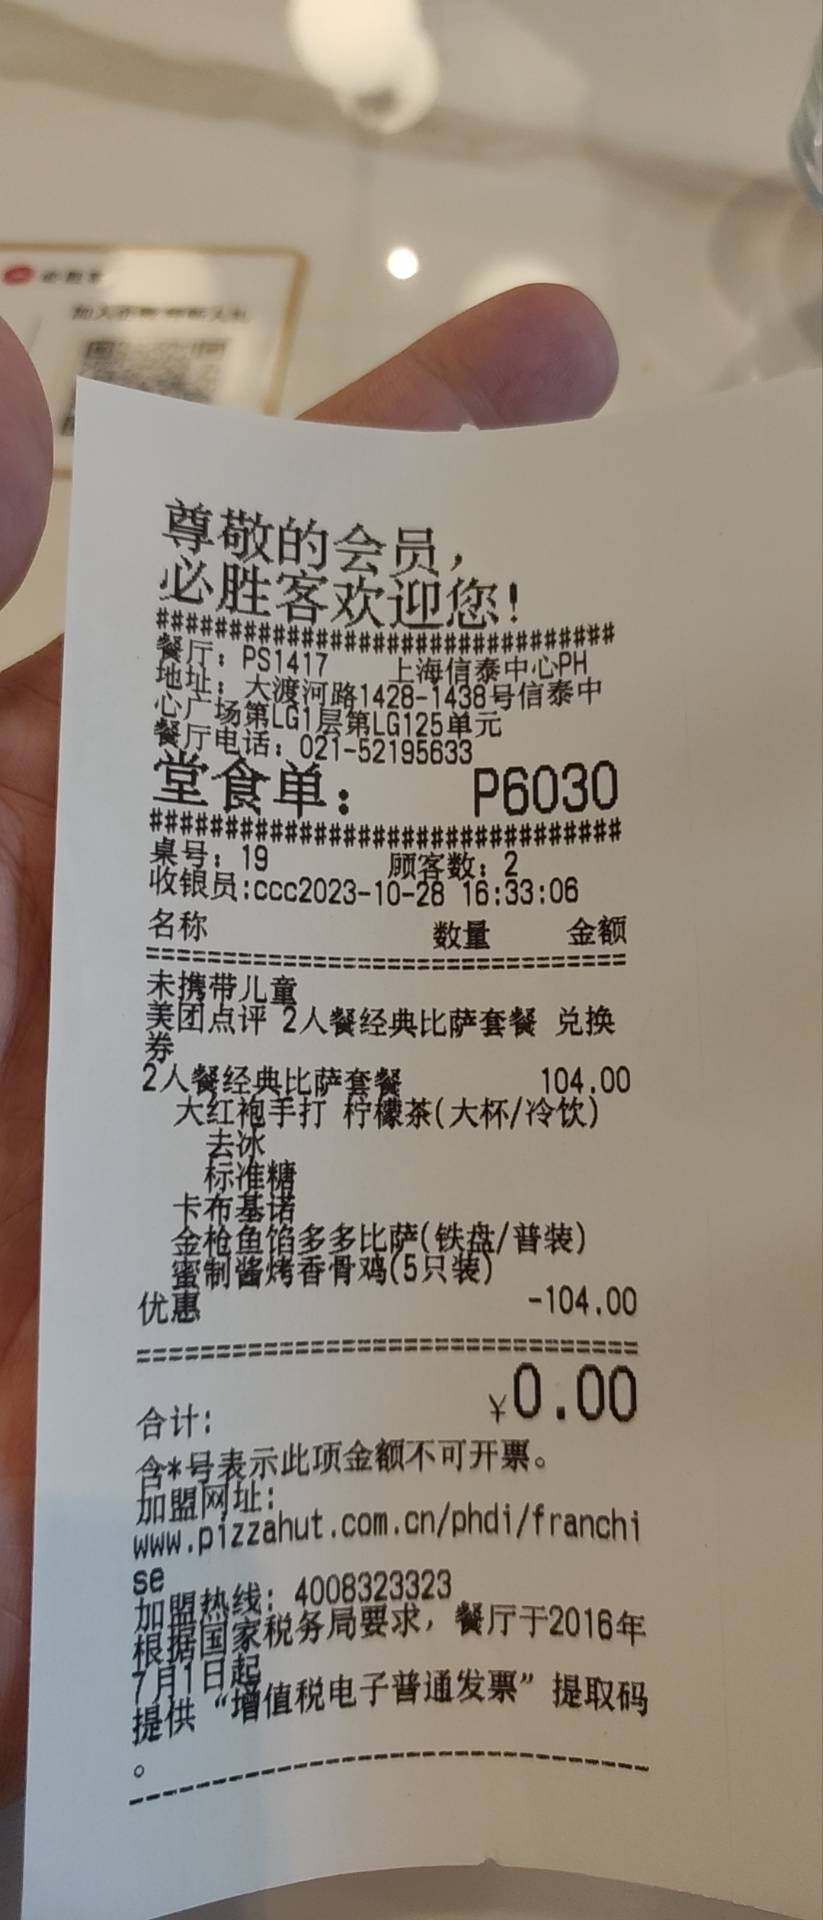 尊敬的会员，
必胜客欢迎您！
################################
餐厅：PS1417 上海信泰中心PH
地址：大渡河路1428-1438号信泰中
心广场第LG1层第LG125单元
餐厅电话：021-52195633
堂食单： P6030
################################
桌号：19 顾客数：2
收银员:ccc2023-10-28 16:33:06
名称 数量 金额
================================
未携带儿童
美团点评 2人餐经典比萨套餐 兑换
券
2人餐经典比萨套餐 104.00
大红袍手打 柠檬茶(大杯/冷饮)
去冰
标准糖
卡布基诺
金枪鱼馅多多比萨(铁盘/普装)
蜜制酱烤香骨鸡(5只装)
优惠 -104.00
================================
合计: ¥0.00
含*号表示此项金额不可开票。
加盟网址:
www.pizzahut.com.cn/phdi/franchi
se
加盟热线: 4008323323
根据国家税务局要求，餐厅于2016年
7月1日起
提供“增值税电子普通发票”提取码
。
--------------------------------